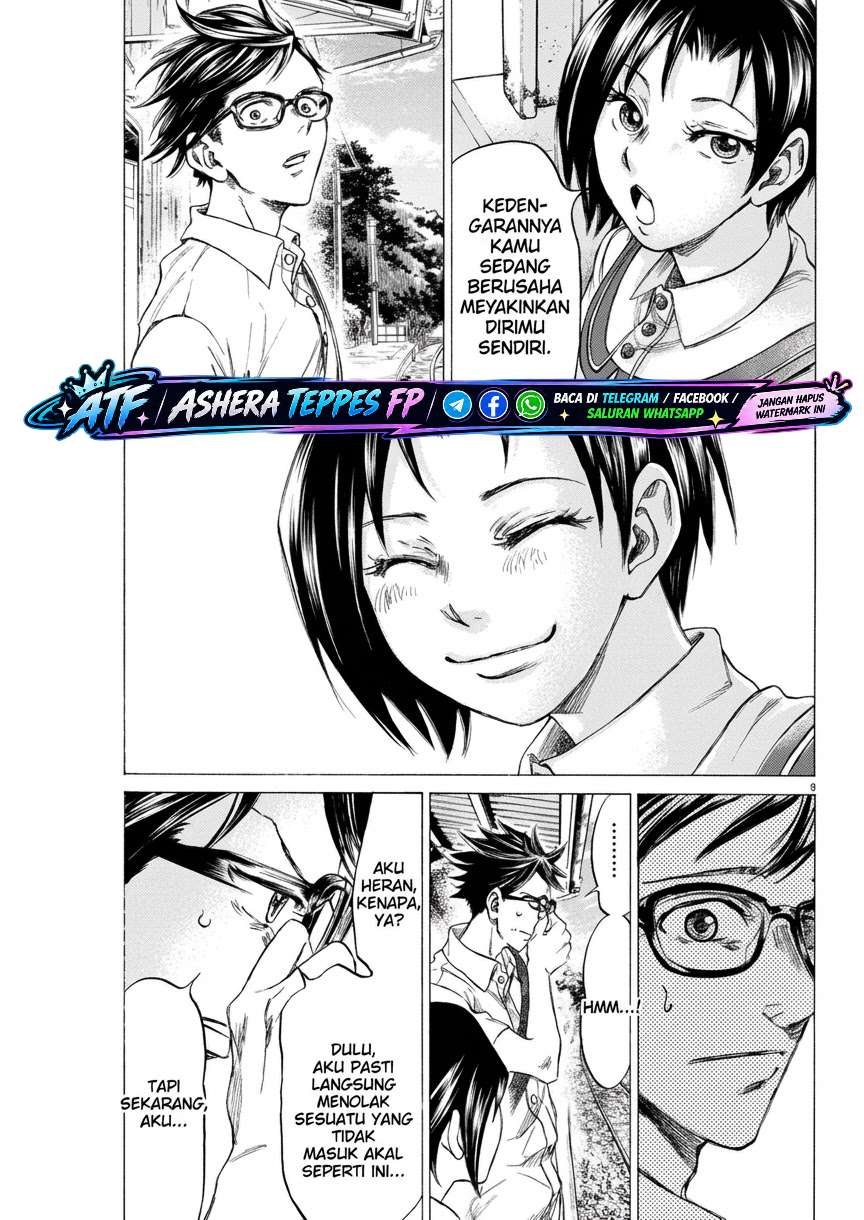 KEDEN-
GARANNYA
KAMU
SEDANG
BERUSAHA
MEYAKINKAN
DIRIMU
SENDIRI.
ATF
ASHERA TEPPES FP
BACA DI TELEGRAM / FACEBOOK /
SALURAN WHATSAPP
JANGAN HAPUS
WATERMARK INI
8
.........
HMM...!
AKU
HERAN,
KENAPA,
YA?
DULU,
AKU PASTI
LANGSUNG
MENOLAK
SESUATU YANG
TIDAK
MASUK AKAL
SEPERTI INI...
TAPI
SEKARANG,
AKU...